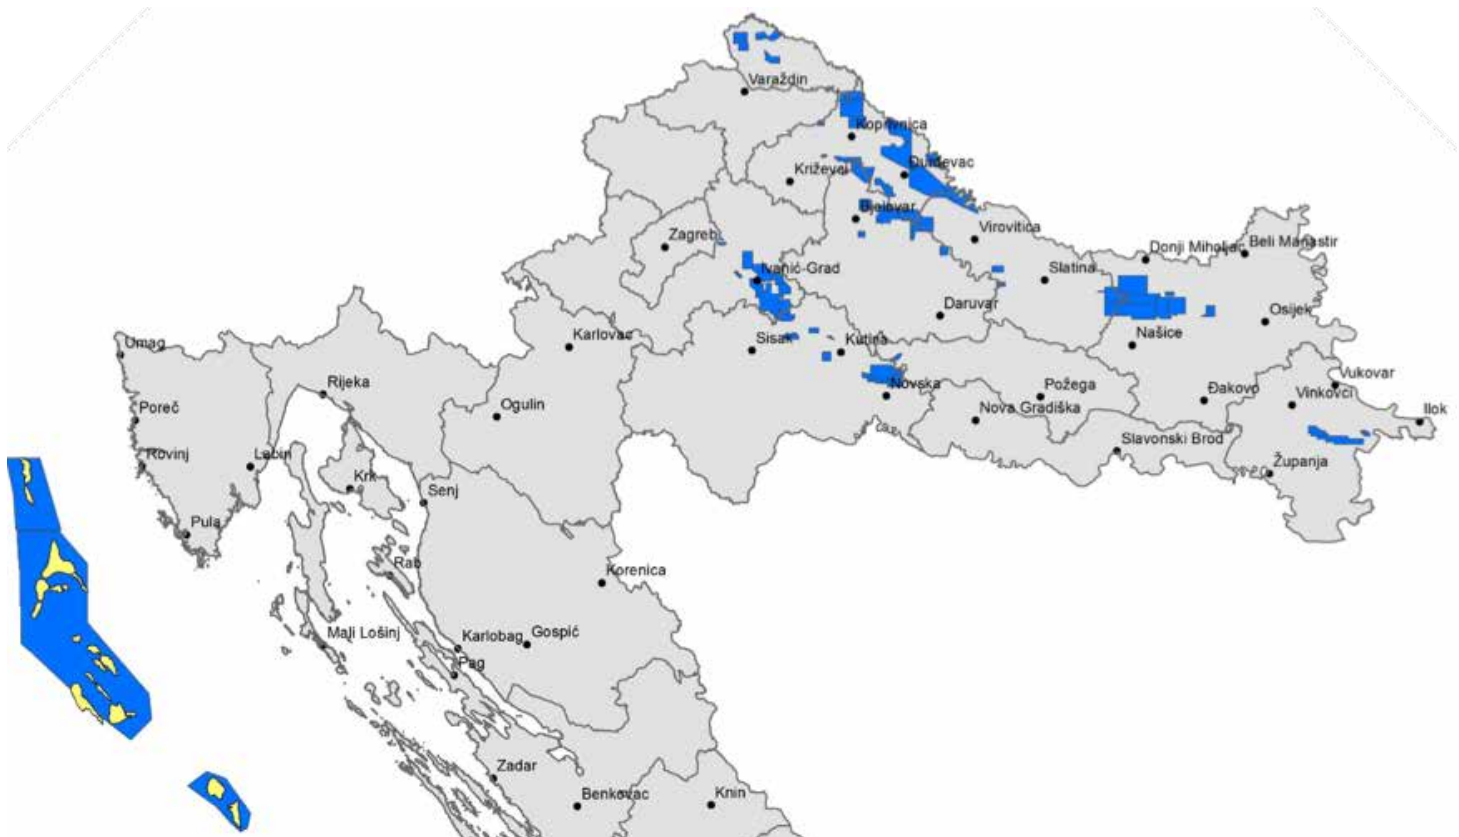 Varaždin
Koprivnica
Đurđevac
Križevci
Bjelovar
Zagreb
Virovitica
Donji Miholjac
Beli Manastir
Ivanić-Grad
Slatina
Daruvar
Osijek
Karlovac
Sisak
Kutina
Našice
Umag
Rijeka
Novska
Požega
Đakovo
Vukovar
Vinkovci
Poreč
Ogulin
Nova Gradiška
Ilok
Slavonski Brod
Rovinj
Labin
Županja
Krk
Senj
Pula
Rab
Korenica
Mali Lošinj
Karlobag
Gospić
Pag
Zadar
Benkovac
Knin